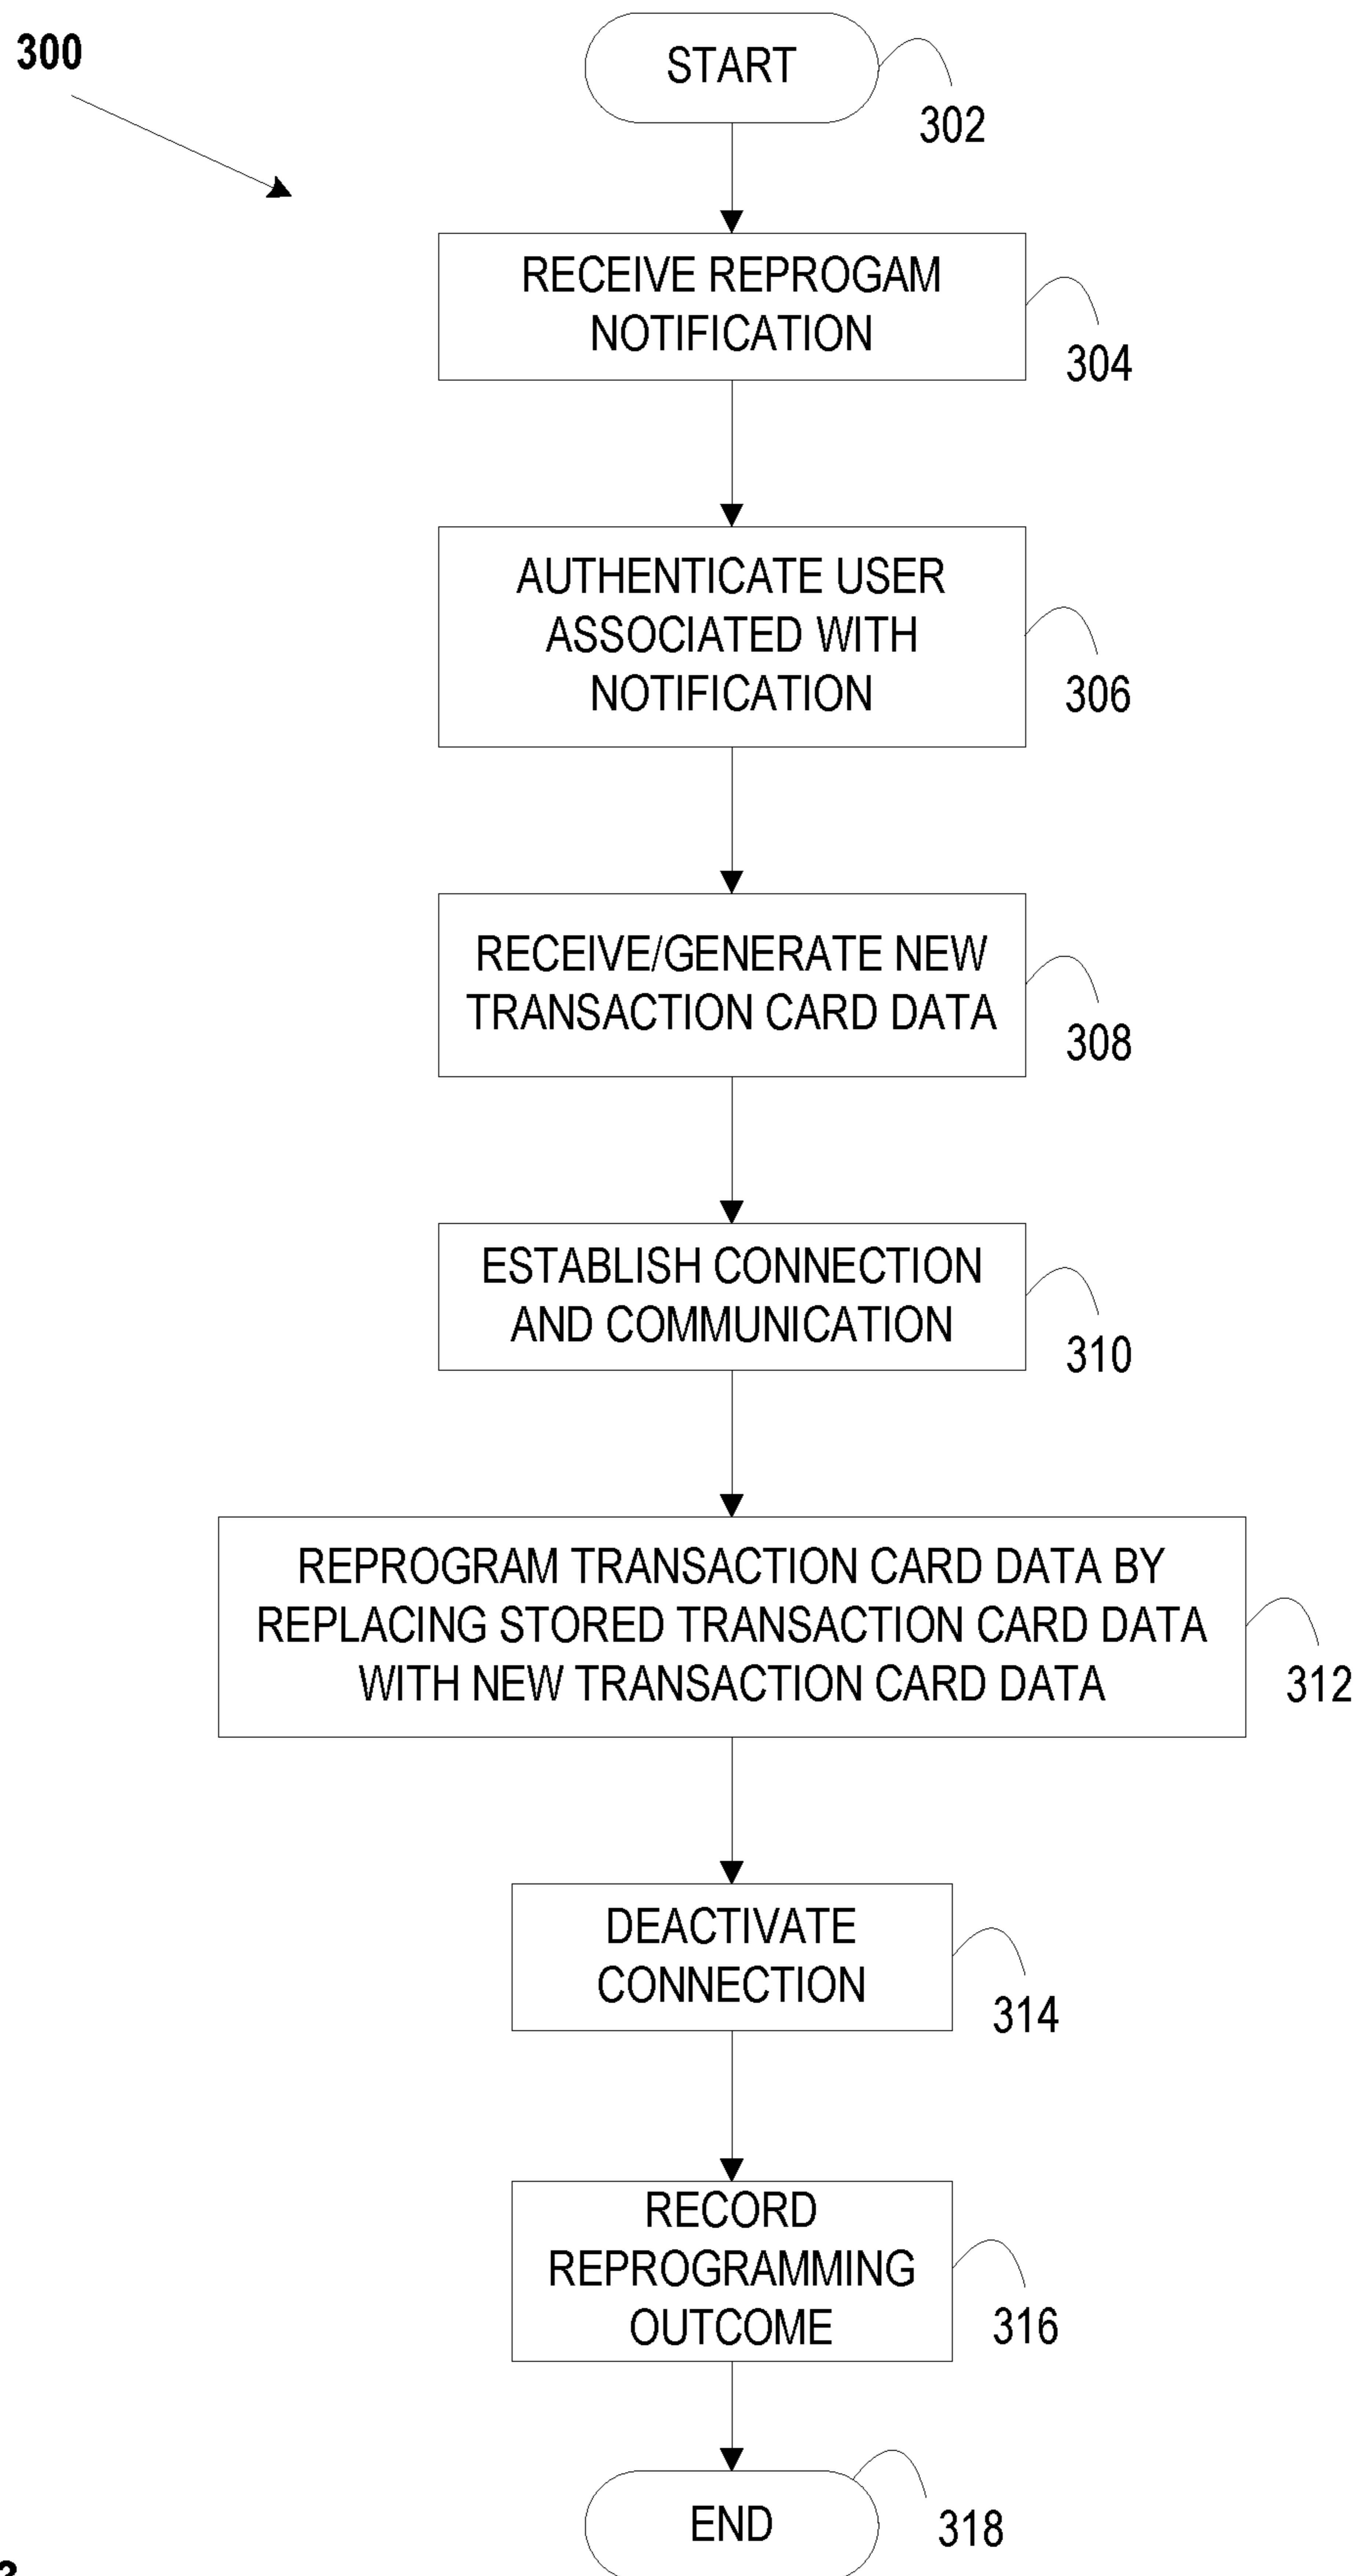 300
START
302
RECEIVE REPROGAM
NOTIFICATION
304
AUTHENTICATE USER
ASSOCIATED WITH
NOTIFICATION
306
RECEIVE/GENERATE NEW
TRANSACTION CARD DATA
308
ESTABLISH CONNECTION
AND COMMUNICATION
310
REPROGRAM TRANSACTION CARD DATA BY
REPLACING STORED TRANSACTION CARD DATA
WITH NEW TRANSACTION CARD DATA
312
DEACTIVATE
CONNECTION
314
RECORD
REPROGRAMMING
OUTCOME
316
END
318